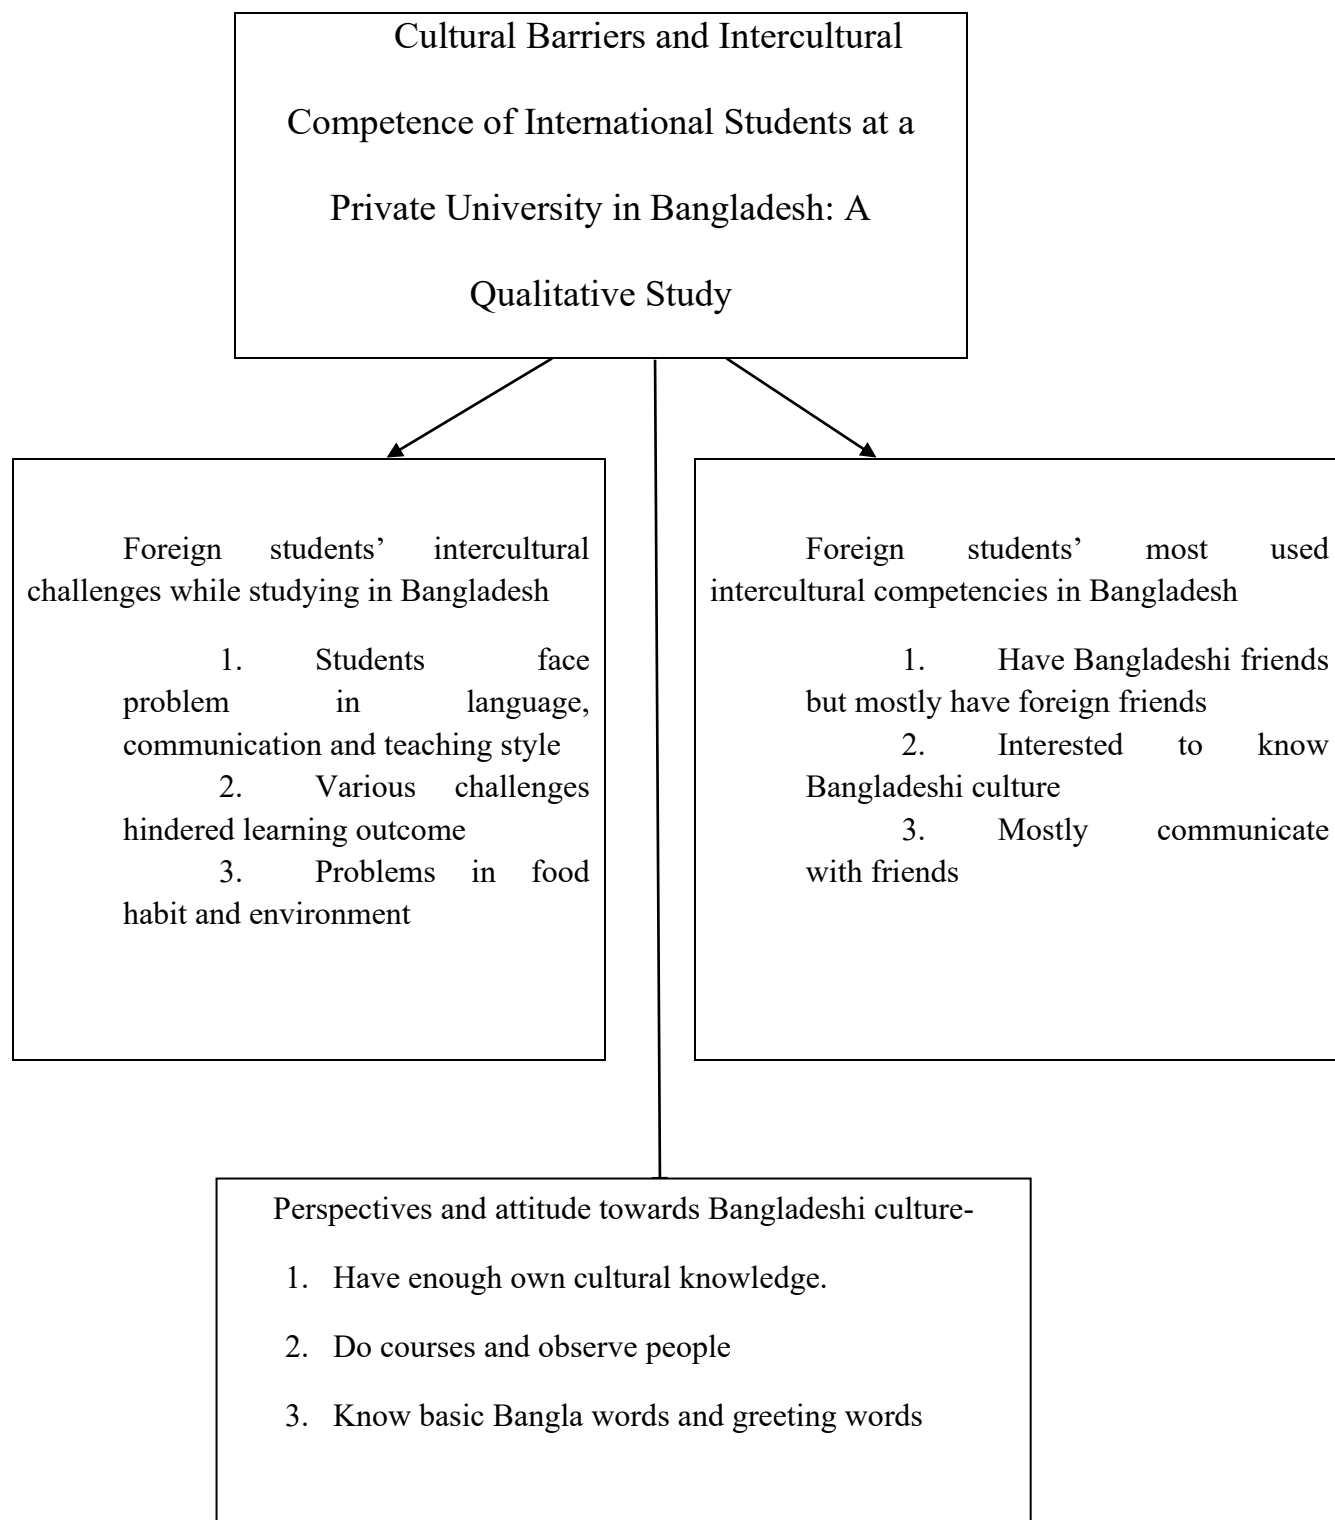 Cultural Barriers and Intercultural
Competence of International Students at a
Private University in Bangladesh: A
Qualitative Study
Foreign students’ intercultural
challenges while studying in Bangladesh
1. Students face
problem in language,
communication and teaching style
2. Various challenges
hindered learning outcome
3. Problems in food
habit and environment
Foreign students’ most used
intercultural competencies in Bangladesh
1. Have Bangladeshi friends
but mostly have foreign friends
2. Interested to know
Bangladeshi culture
3. Mostly communicate
with friends
Perspectives and attitude towards Bangladeshi culture-
1. Have enough own cultural knowledge.
2. Do courses and observe people
3. Know basic Bangla words and greeting words